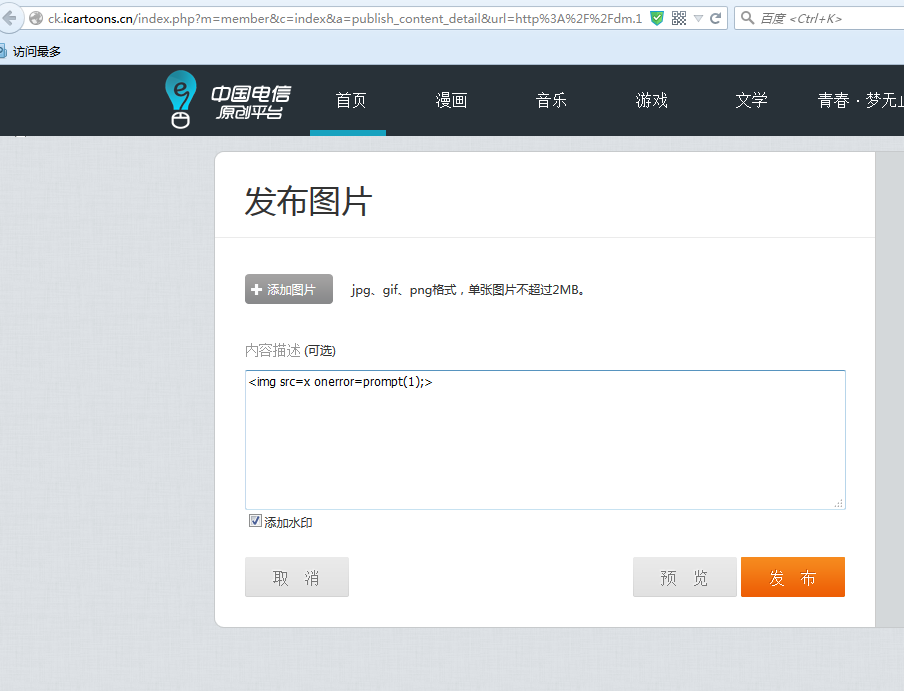 ck.icartoons.cn/index.php?m=member&c=index&a=publish_content_detail&url=http%3A%2F%2Fdm.1
百度 <Ctrl+K>
访问最多
中国电信
原创平台
首页 漫画 音乐 游戏 文学 青春·梦无止
发布图片
添加图片 jpg、gif、png格式，单张图片不超过2MB。
内容描述 (可选)
<img src=x onerror=prompt(1);>
添加水印
取 消 预 览 发 布